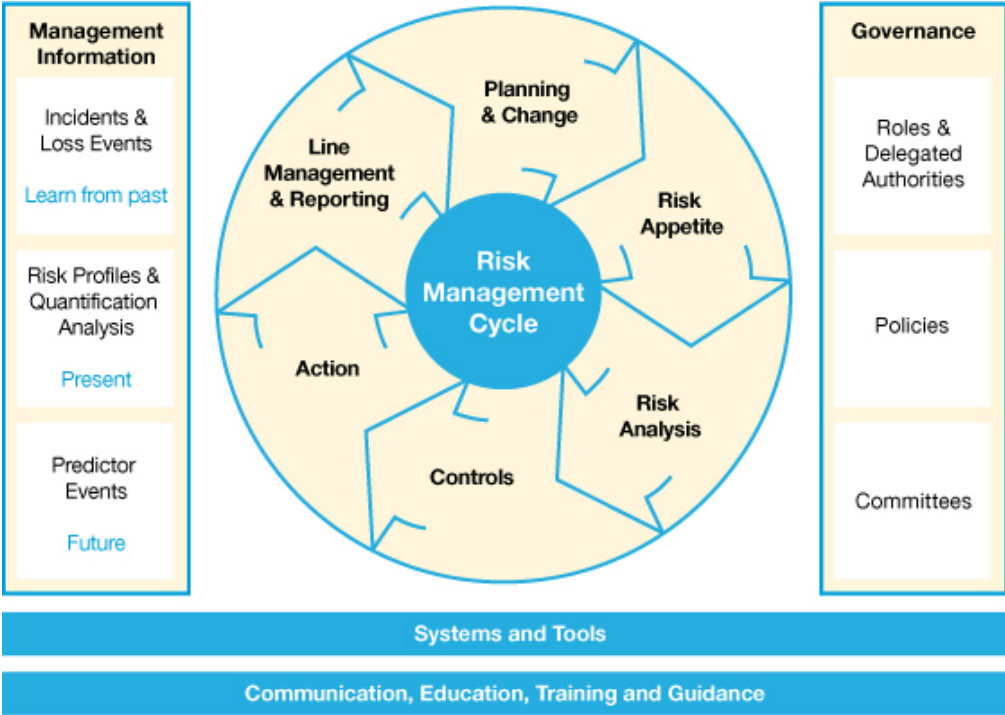 Management
Information
Incidents &
Loss Events
Learn from past
Risk Profiles &
Quantification
Analysis
Present
Predictor
Events
Future
Planning
& Change
Risk
Appetite
Risk
Analysis
Controls
Action
Line
Management
& Reporting
Risk
Management
Cycle
Governance
Roles &
Delegated
Authorities
Policies
Committees
Systems and Tools
Communication, Education, Training and Guidance